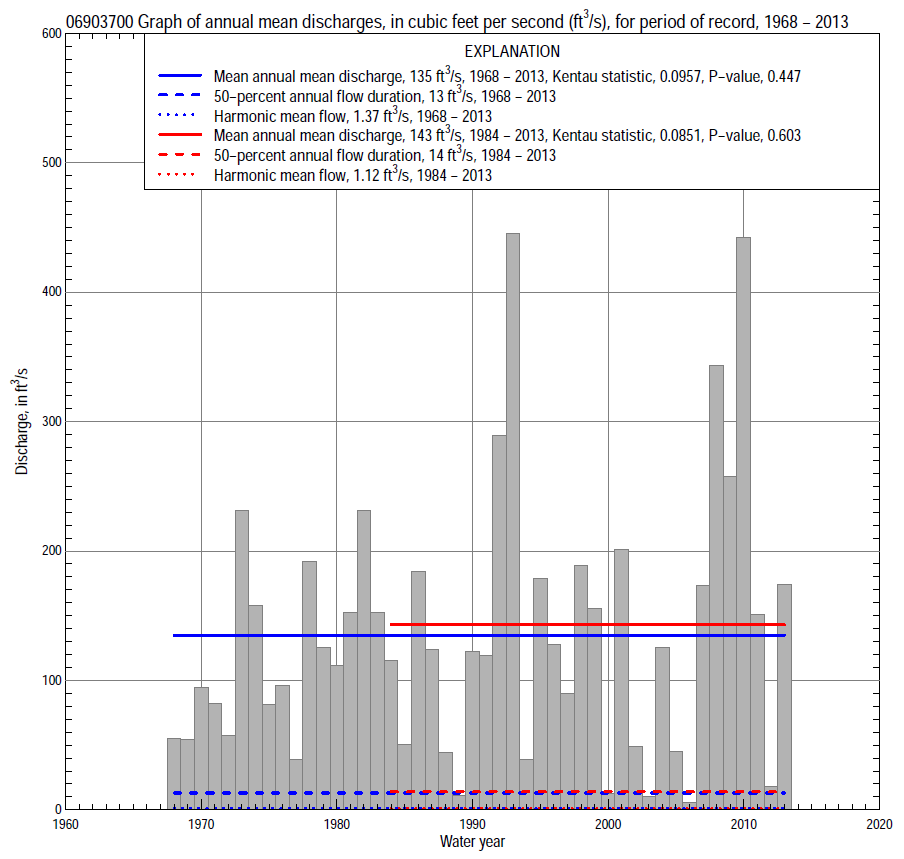 06903700 Graph of annual mean discharges, in cubic feet per second (ft³/s), for period of record, 1968 – 2013
EXPLANATION
Mean annual mean discharge, 135 ft³/s, 1968 – 2013, Kentau statistic, 0.0957, P–value, 0.447
50–percent annual flow duration, 13 ft³/s, 1968 – 2013
Harmonic mean flow, 1.37 ft³/s, 1968 – 2013
Mean annual mean discharge, 143 ft³/s, 1984 – 2013, Kentau statistic, 0.0851, P–value, 0.603
50–percent annual flow duration, 14 ft³/s, 1984 – 2013
Harmonic mean flow, 1.12 ft³/s, 1984 – 2013
600
500
400
300
200
100
0
Discharge, in ft³/s
1960 1970 1980 1990 2000 2010 2020
Water year